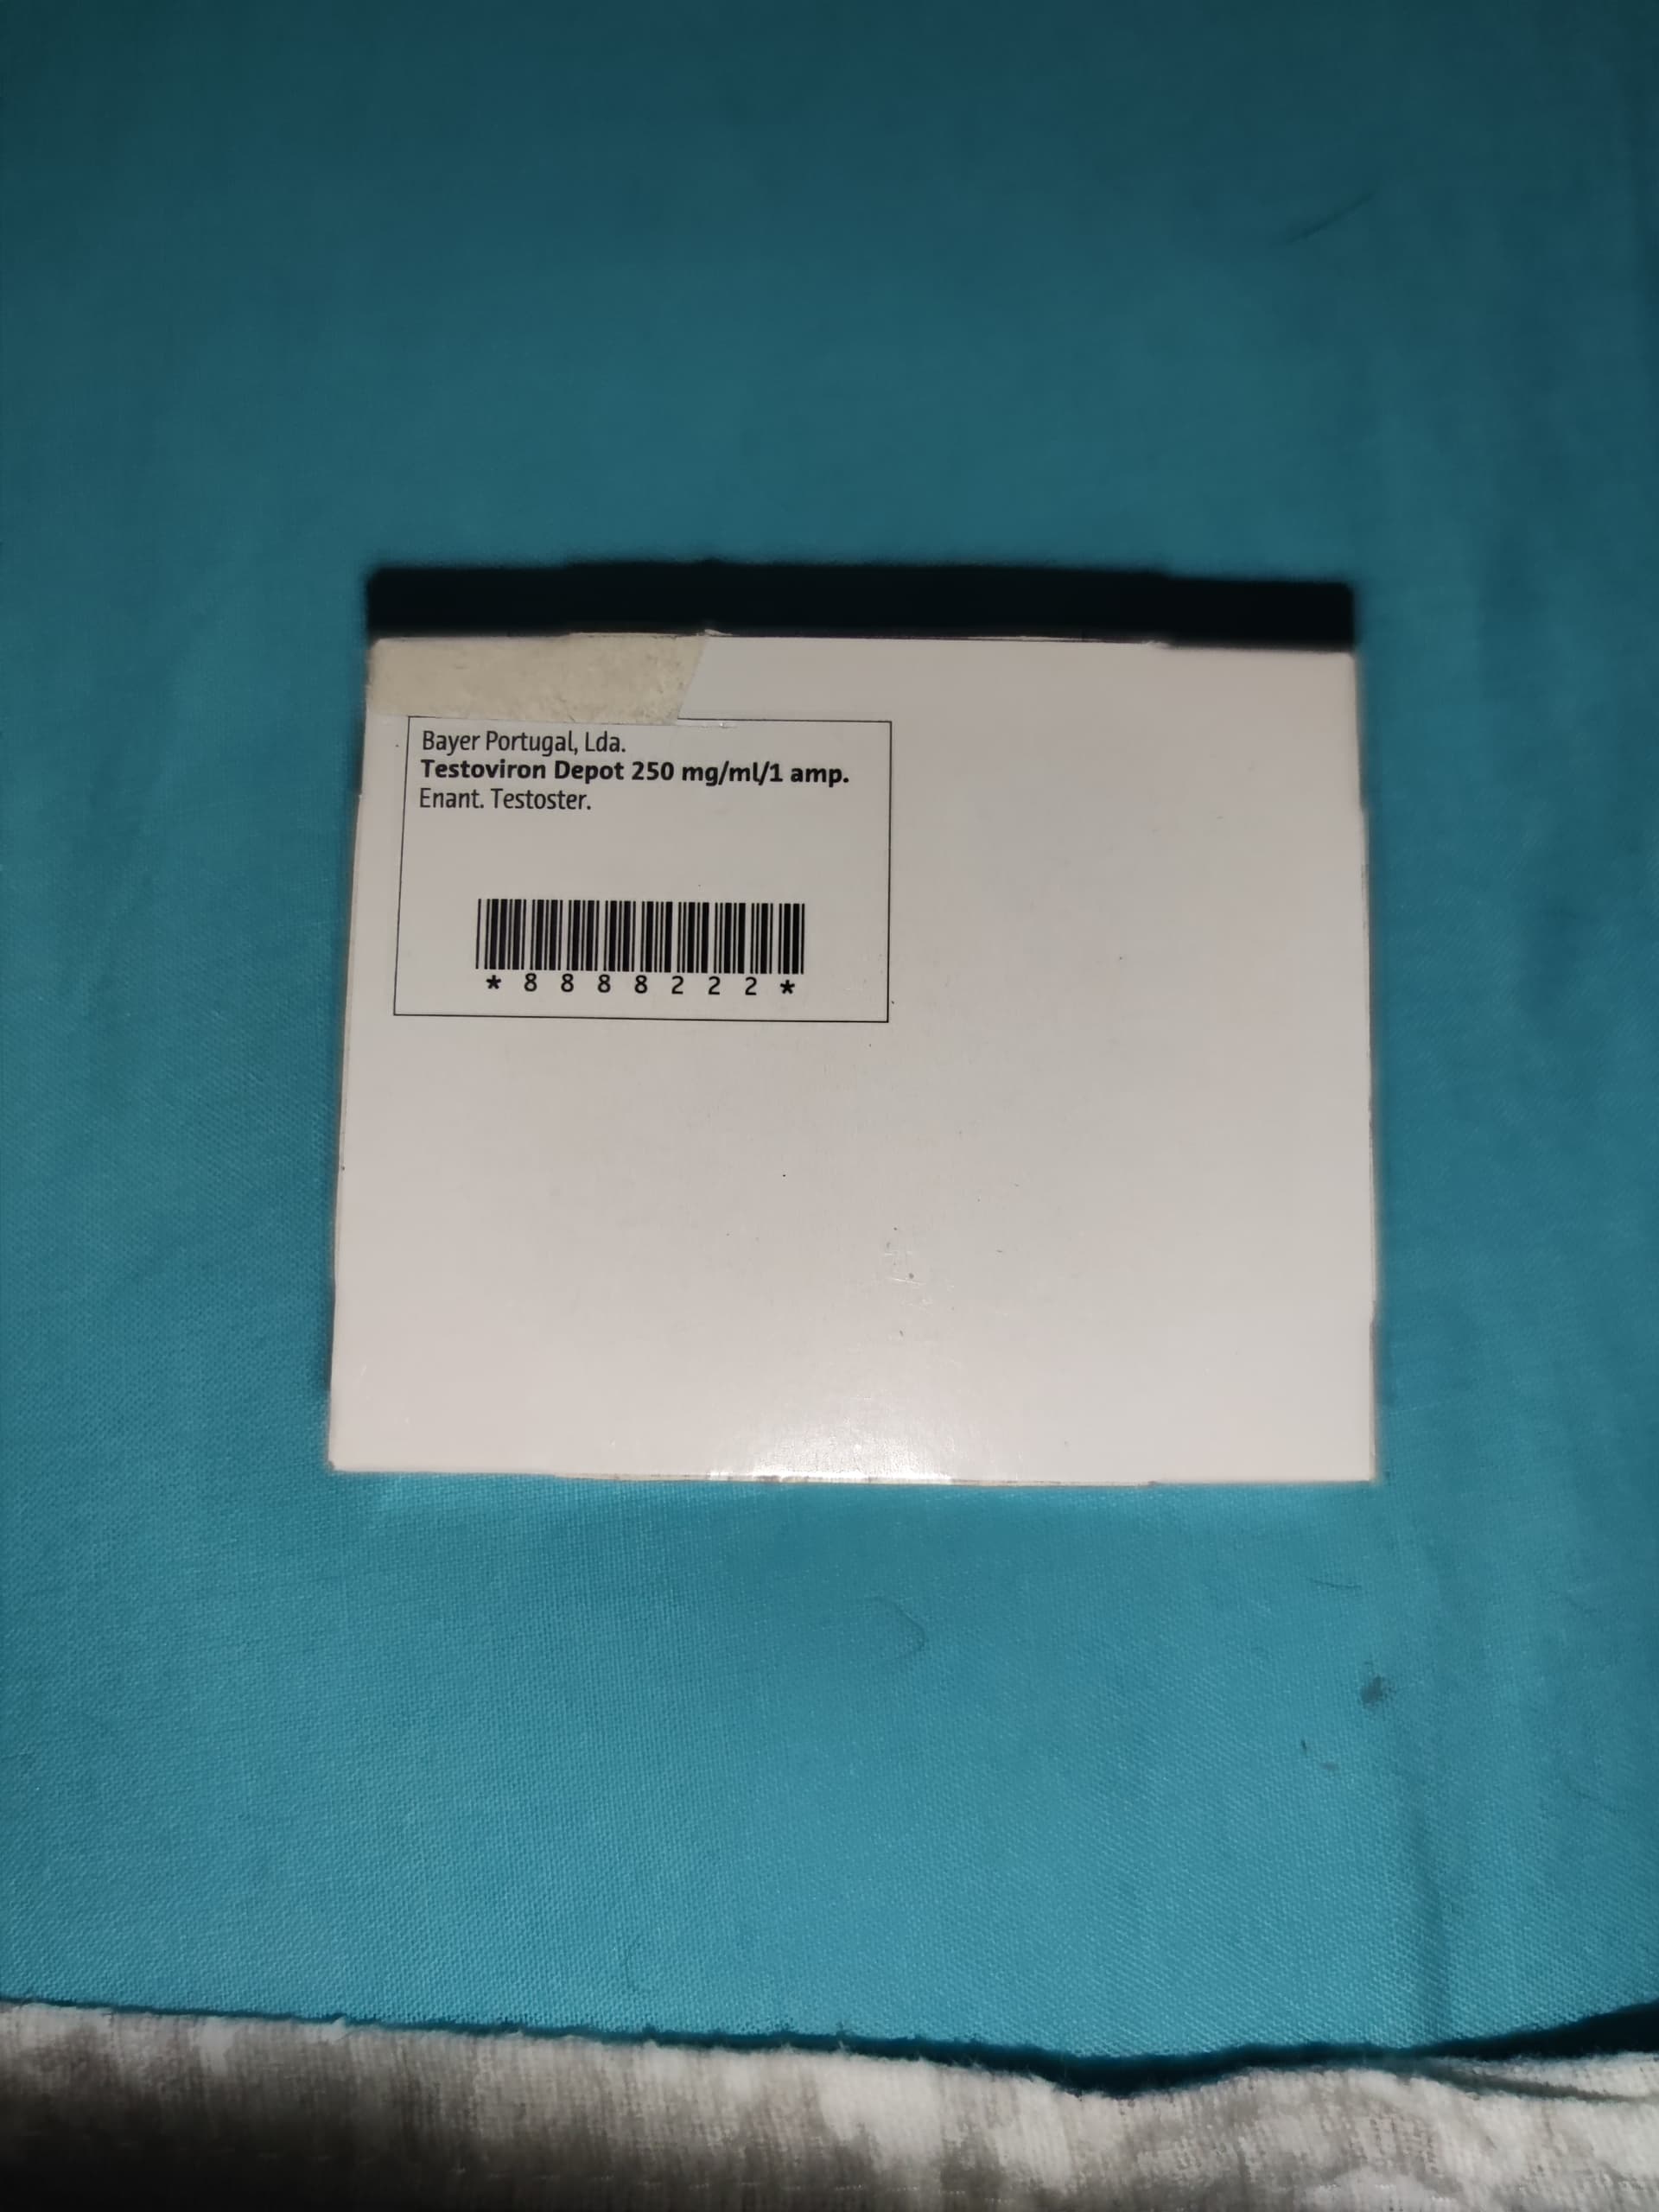 Bayer Portugal, Lda.
Testoviron Depot 250 mg/ml/1 amp.
Enant. Testoster.
* 8 8 8 8 2 2 2 *